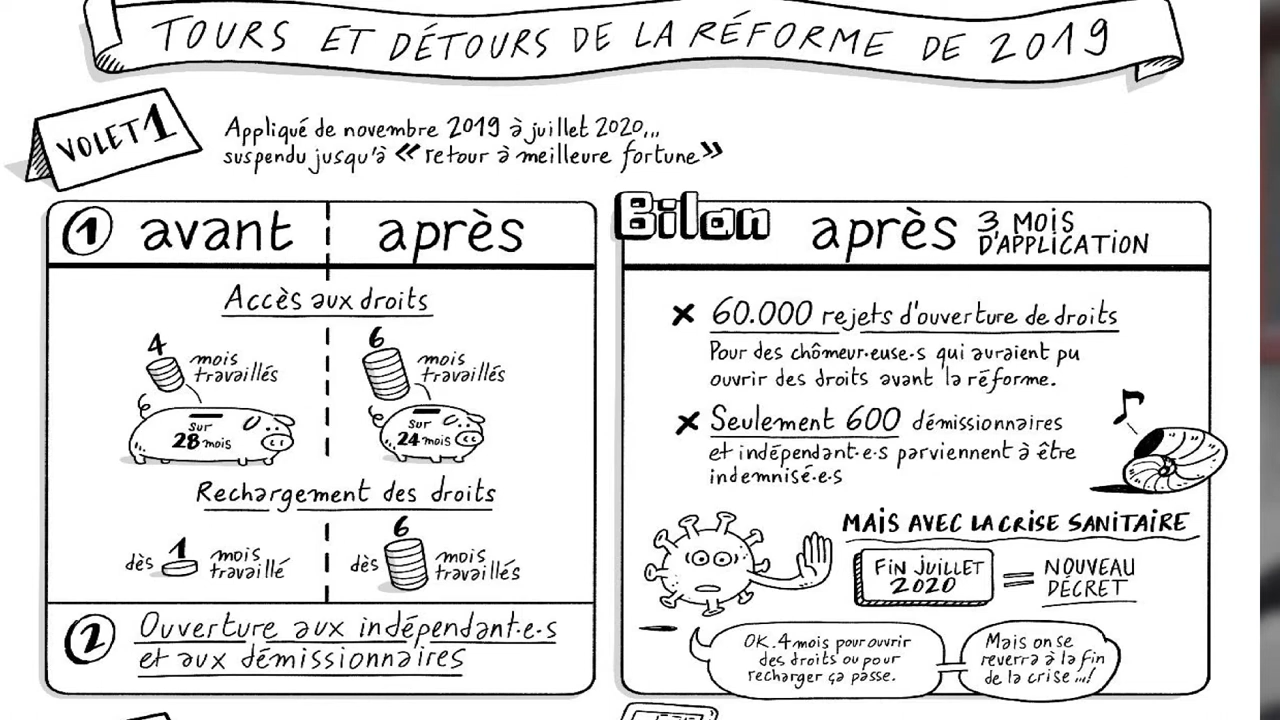 TOURS ET DÉTOURS DE LA RÉFORME DE 2019
VOLET 1
Appliqué de novembre 2019 à juillet 2020...
suspendu jusqu'à « retour à meilleure fortune »
1 avant
après
Accès aux droits
4
mois
travaillés
sur
28 mois
6
mois
travaillés
sur
24 mois
Rechargement des droits
dès 1 mois
travaillé
6
dès
mois
travaillés
2 Ouverture aux indépendant·e·s
et aux démissionnaires
Bilan après 3 MOIS
D'APPLICATION
60.000 rejets d'ouverture de droits
Pour des chômeur·euse·s qui auraient pu
ouvrir des droits avant la réforme.
Seulement 600 démissionnaires
et indépendant·e·s parviennent à être
indemnisé·e·s
MAIS AVEC LA CRISE SANITAIRE
FIN JUILLET
2020
=
NOUVEAU
DÉCRET
OK. 4 mois pour ouvrir
des droits ou pour
recharger ça passe.
Mais on se
reverra à la fin
de la crise...!